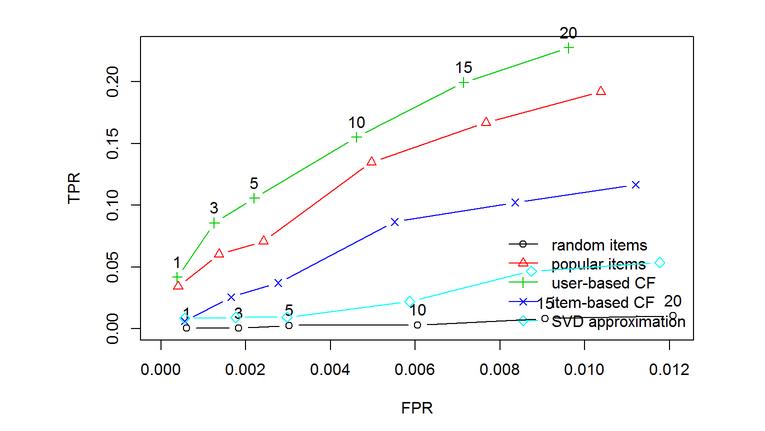 20
15
10
5
3
1
TPR
0.20
0.15
0.10
0.05
0.00
random items
popular items
user-based CF
item-based CF
SVD approximation
1
3
5
10
15
20
0.000 0.002 0.004 0.006 0.008 0.010 0.012
FPR